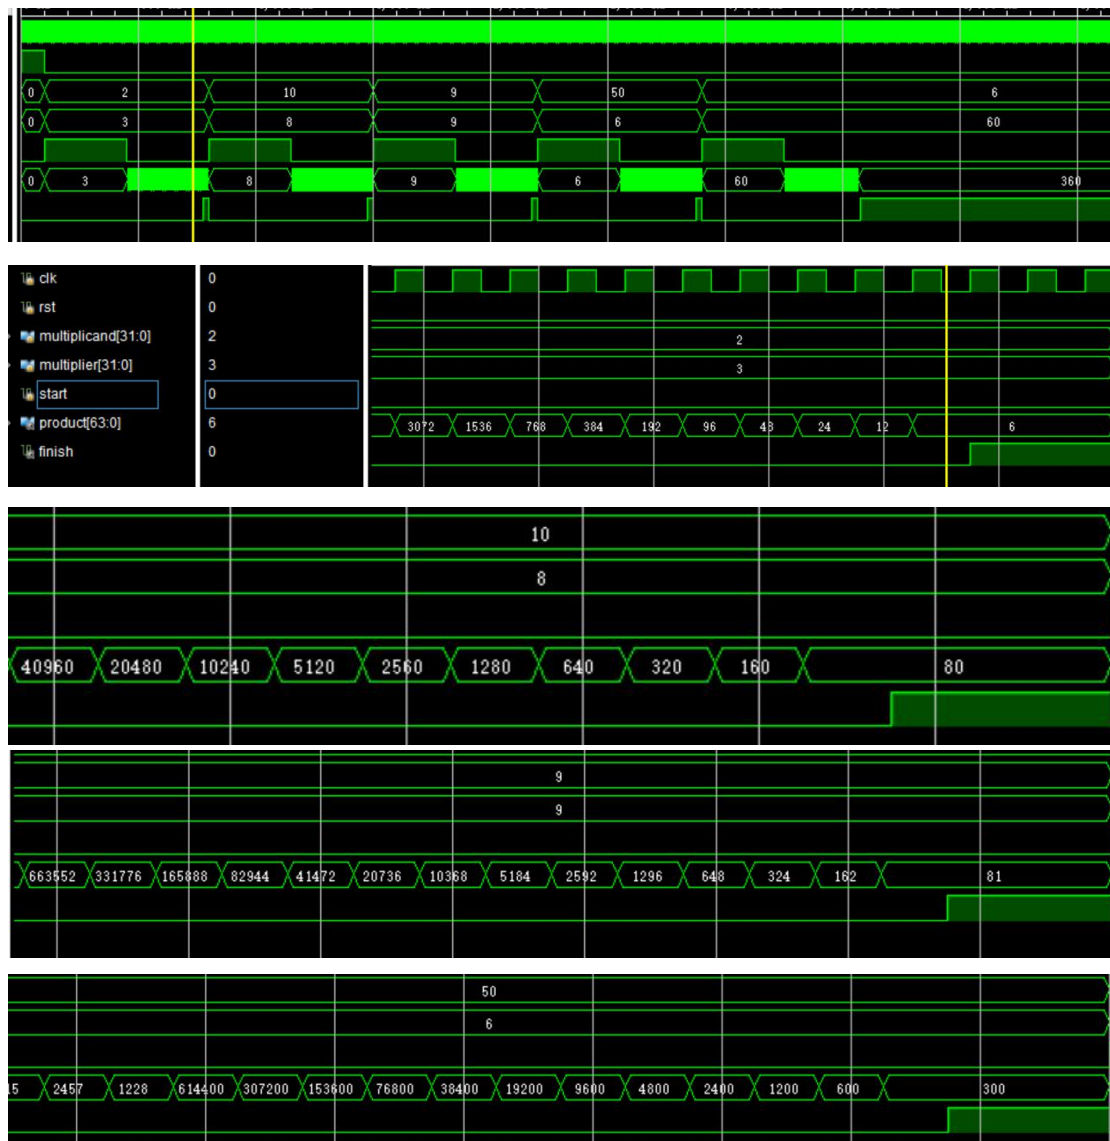 0 2 10 9 50 6
0 3 8 9 6 60
0 3 8 9 6 60 360
clk 0
rst 0
multiplicand[31:0] 2 2
multiplier[31:0] 3 3
start 0
product[63:0] 6 3072 1536 768 384 192 96 48 24 12 6
finish 0
10
8
40960 20480 10240 5120 2560 1280 640 320 160 80
9
9
663552 331776 165888 82944 41472 20736 10368 5184 2592 1296 648 324 162 81
50
6
15 2457 1228 614400 307200 153600 76800 38400 19200 9600 4800 2400 1200 600 300